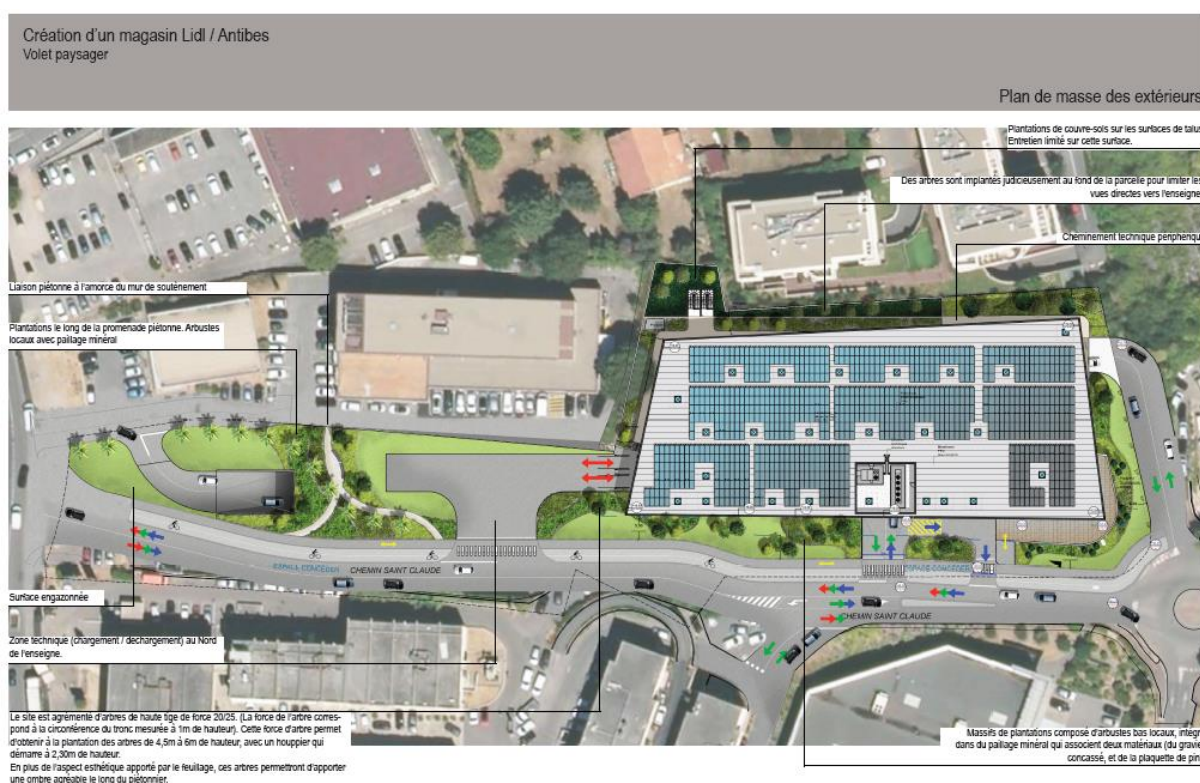 Création d'un magasin Lidl / Antibes
Volet paysager
Plan de masse des extérieurs
Plantations de couvre-sols sur les surfaces de talus
Entretien limité sur cette surface.
Des arbres sont implantés judicieusement au fond de la parcelle pour limiter les
vues directes vers l'enseigne
Cheminement technique périphériqu
Liaison piétonne à l'amorce du mur de soutènement
Plantations le long de la promenade piétonne. Arbustes
locaux avec paillage minéral
ESPACE CONCEDER CHEMIN SAINT CLAUDE
ESPACE CONCEDER
CHEMIN SAINT CLAUDE
Surface engazonnée
Zone technique (chargement / déchargement) au Nord
de l'enseigne.
Le site est agrémenté d'arbres de haute tige de force 20/25. (La force de l'arbre corres-
pond à la circonférence du tronc mesurée à 1m de hauteur). Cette force d'arbre permet
d'obtenir à la plantation des arbres de 4,5m à 6m de hauteur, avec un houppier qui
démarre à 2,30m de hauteur.
En plus de l'aspect esthétique apporté par le feuillage, ces arbres permettront d'apporter
une ombre agréable le long du piétonnier.
Massifs de plantations composé d'arbustes bas locaux, intégr
dans du paillage minéral qui associent deux matériaux (du gravie
concassé, et de la plaquette de pin